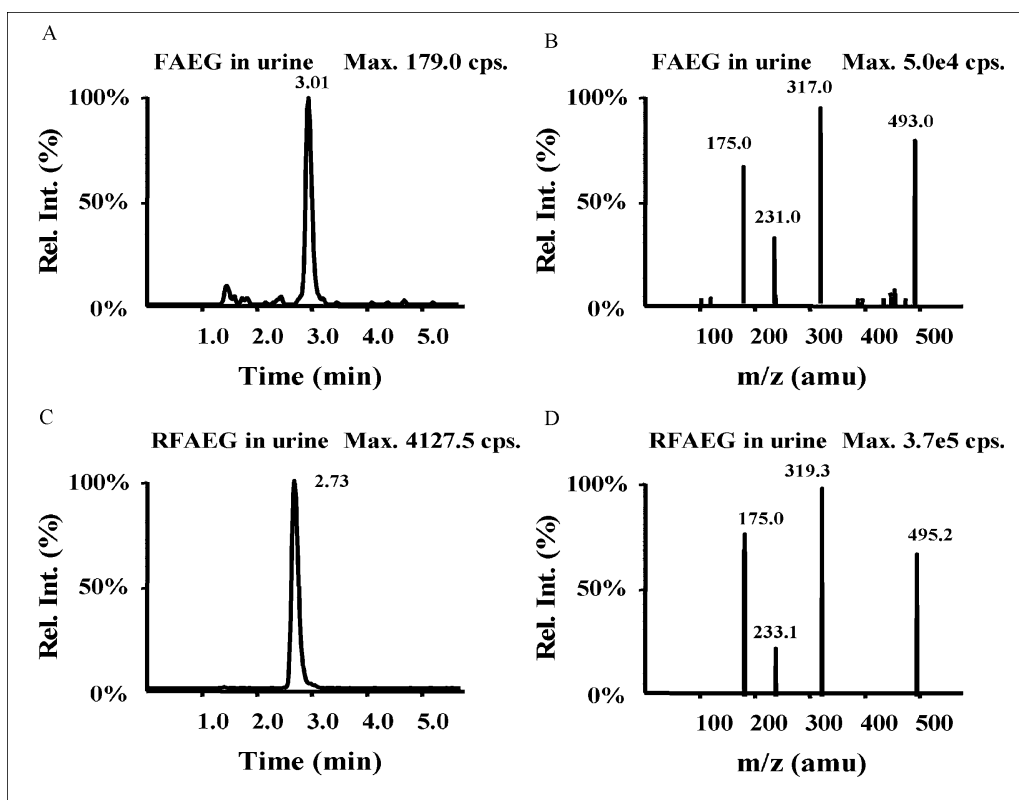 A
FAEG in urine Max. 179.0 cps.
3.01
100%
50%
0%
Rel. Int. (%)
1.0 2.0 3.0 4.0 5.0
Time (min)
B
FAEG in urine Max. 5.0e4 cps.
317.0
493.0
175.0
231.0
100%
50%
0%
Rel. Int. (%)
100 200 300 400 500
m/z (amu)
C
RFAEG in urine Max. 4127.5 cps.
2.73
100%
50%
0%
Rel. Int. (%)
1.0 2.0 3.0 4.0 5.0
Time (min)
D
RFAEG in urine Max. 3.7e5 cps.
319.3
175.0
495.2
233.1
100%
50%
0%
Rel. Int. (%)
100 200 300 400 500
m/z (amu)